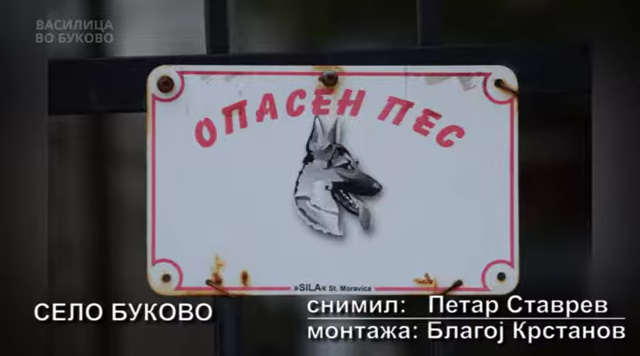 ВАСИЛИЦА
ВО БУКОВО
ОПАСЕН ПЕС
»SILA« St. Moravica
СЕЛО БУКОВО
снимил: Петар Ставрев
монтажа: Благој Крстанов